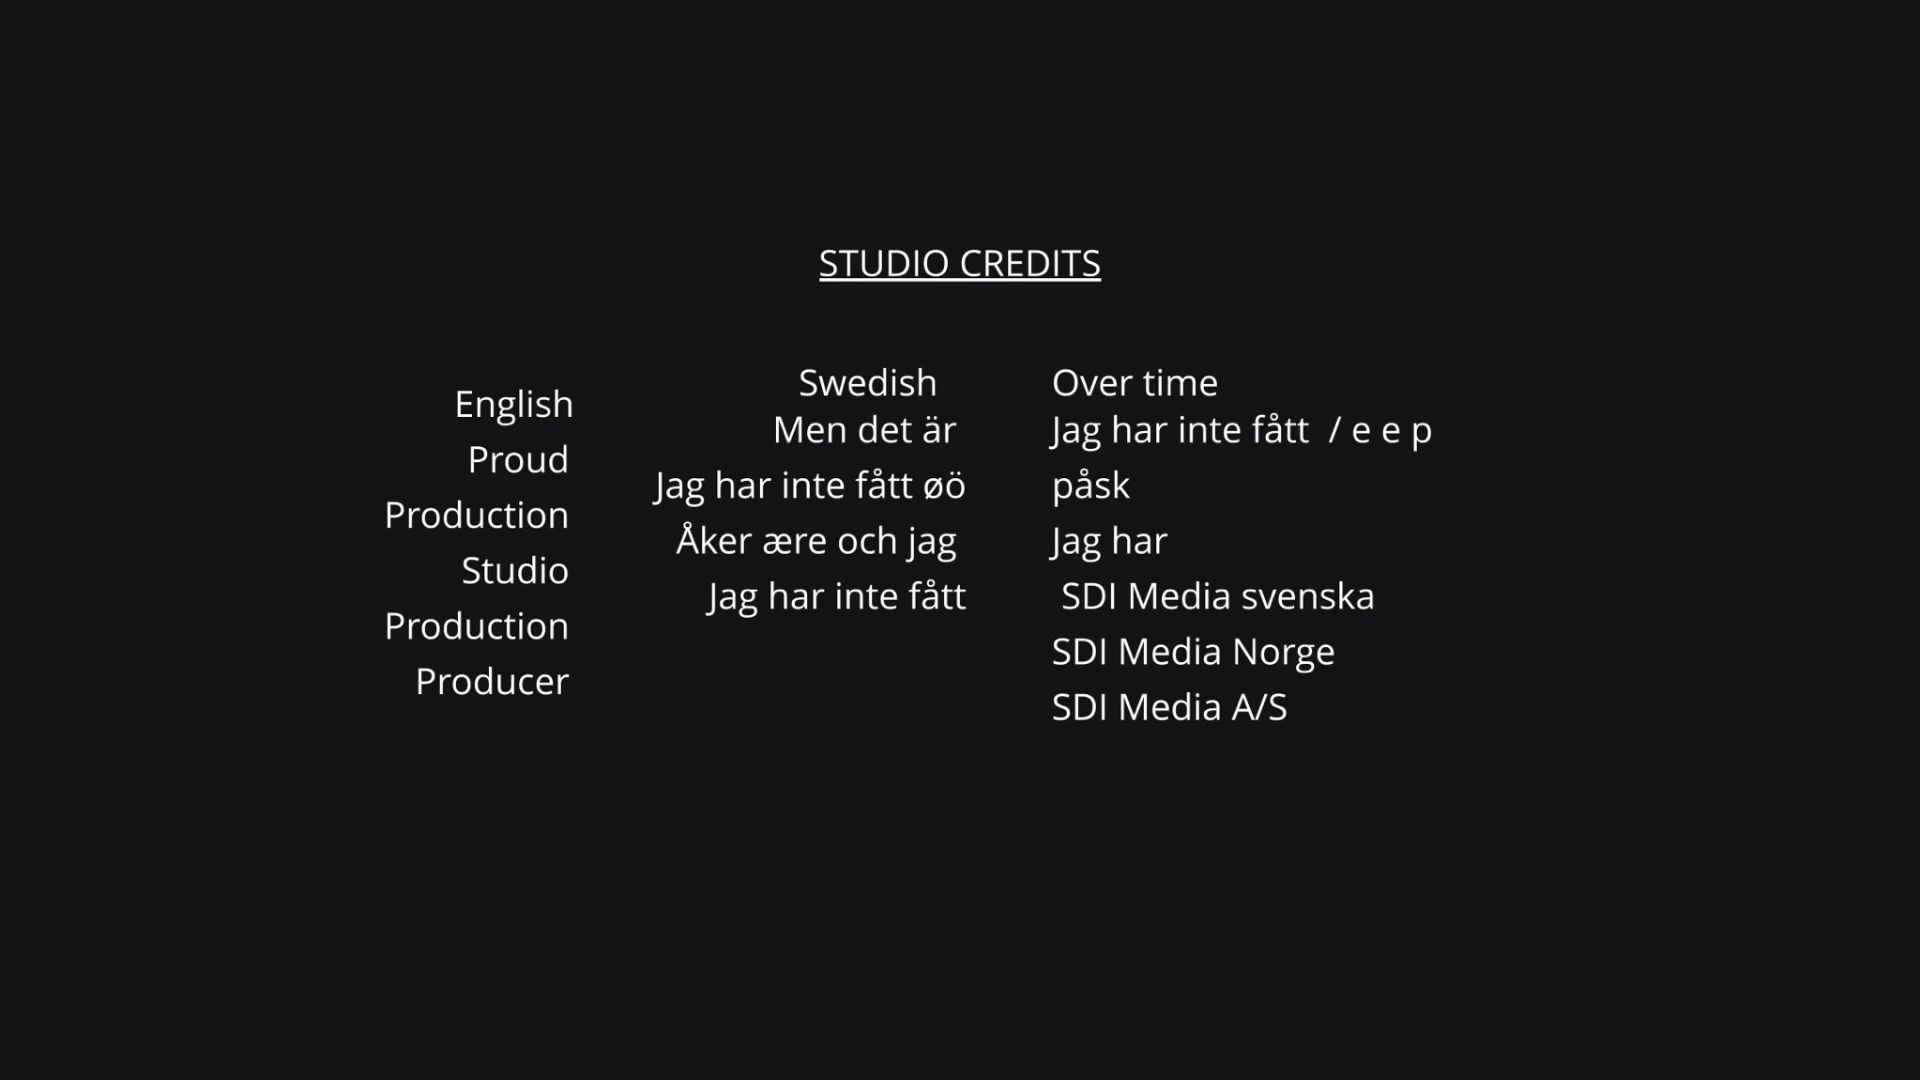 STUDIO CREDITS
English
Proud
Production
Studio
Production
Producer
Swedish
Men det är
Jag har inte fått øö
Åker ære och jag
Jag har inte fått
Over time
Jag har inte fått / e e p
påsk
Jag har
SDI Media svenska
SDI Media Norge
SDI Media A/S